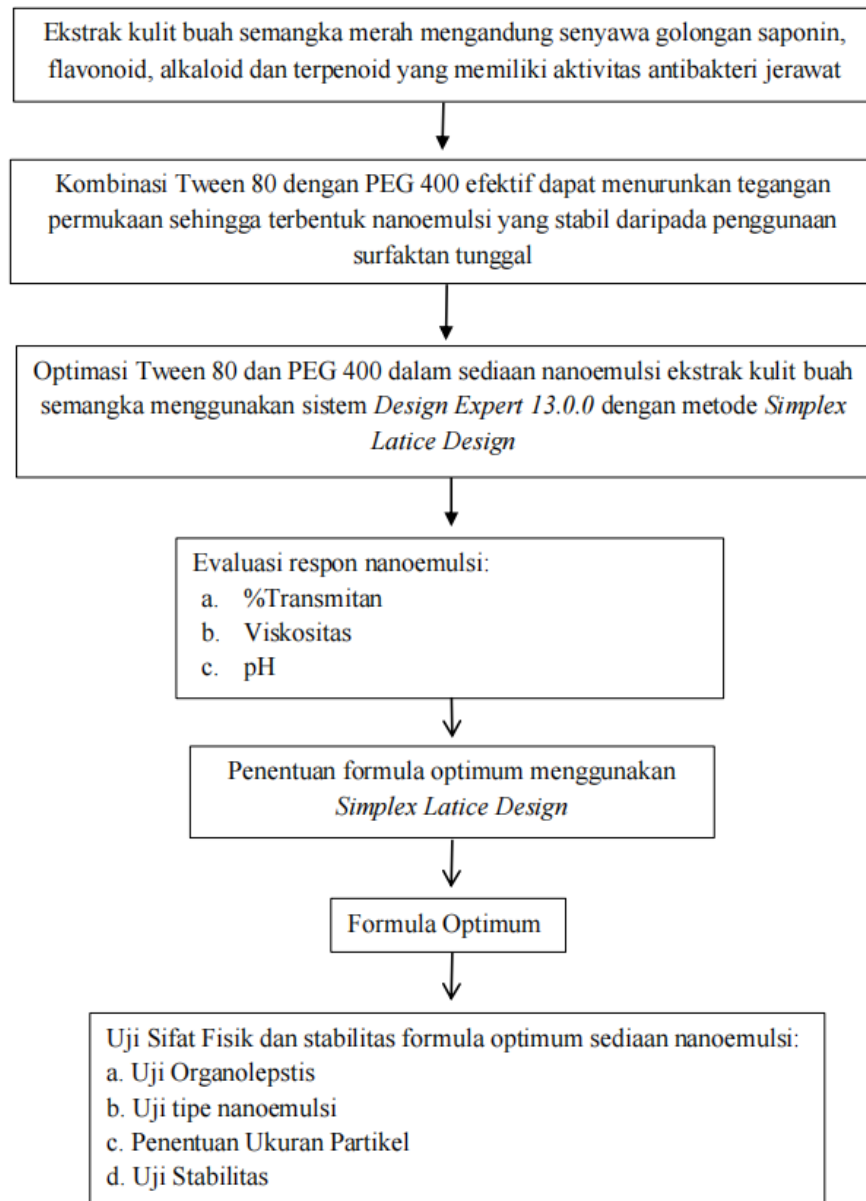 Ekstrak kulit buah semangka merah mengandung senyawa golongan saponin,
flavonoid, alkaloid dan terpenoid yang memiliki aktivitas antibakteri jerawat
Kombinasi Tween 80 dengan PEG 400 efektif dapat menurunkan tegangan
permukaan sehingga terbentuk nanoemulsi yang stabil daripada penggunaan
surfaktan tunggal
Optimasi Tween 80 dan PEG 400 dalam sediaan nanoemulsi ekstrak kulit buah
semangka menggunakan sistem Design Expert 13.0.0 dengan metode Simplex
Latice Design
Evaluasi respon nanoemulsi:
a. %Transmitan
b. Viskositas
c. pH
Penentuan formula optimum menggunakan
Simplex Latice Design
Formula Optimum
Uji Sifat Fisik dan stabilitas formula optimum sediaan nanoemulsi:
a. Uji Organolepstis
b. Uji tipe nanoemulsi
c. Penentuan Ukuran Partikel
d. Uji Stabilitas